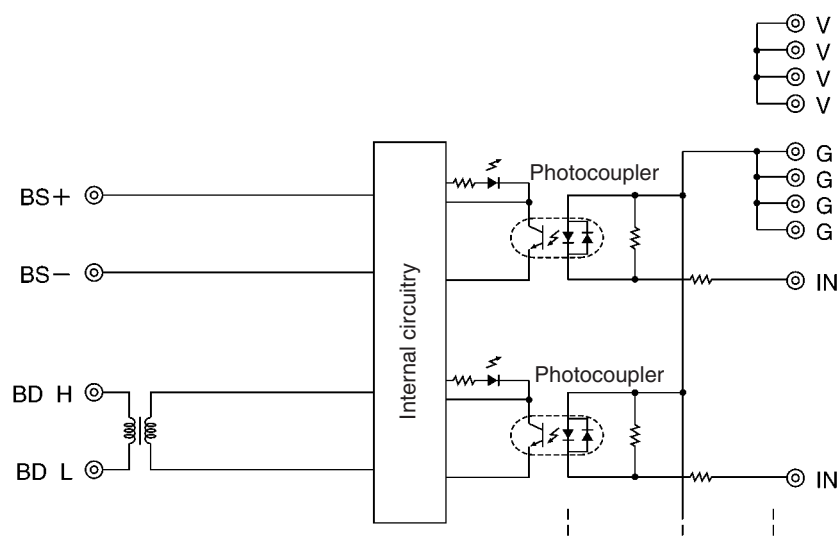 V
V
V
V
G
G
G
G
Photocoupler
BS+
BS−
IN
Internal circuitry
Photocoupler
BD H
BD L
IN